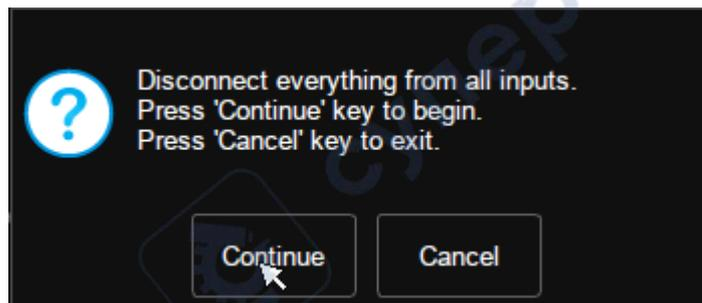 Disconnect everything from all inputs.
Press 'Continue' key to begin.
Press 'Cancel' key to exit.
Continue
Cancel